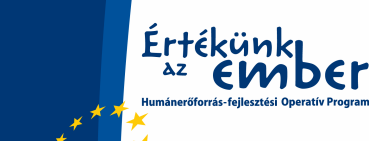 Értékünk
az ember
Humánerőforrás-fejlesztési Operatív Program